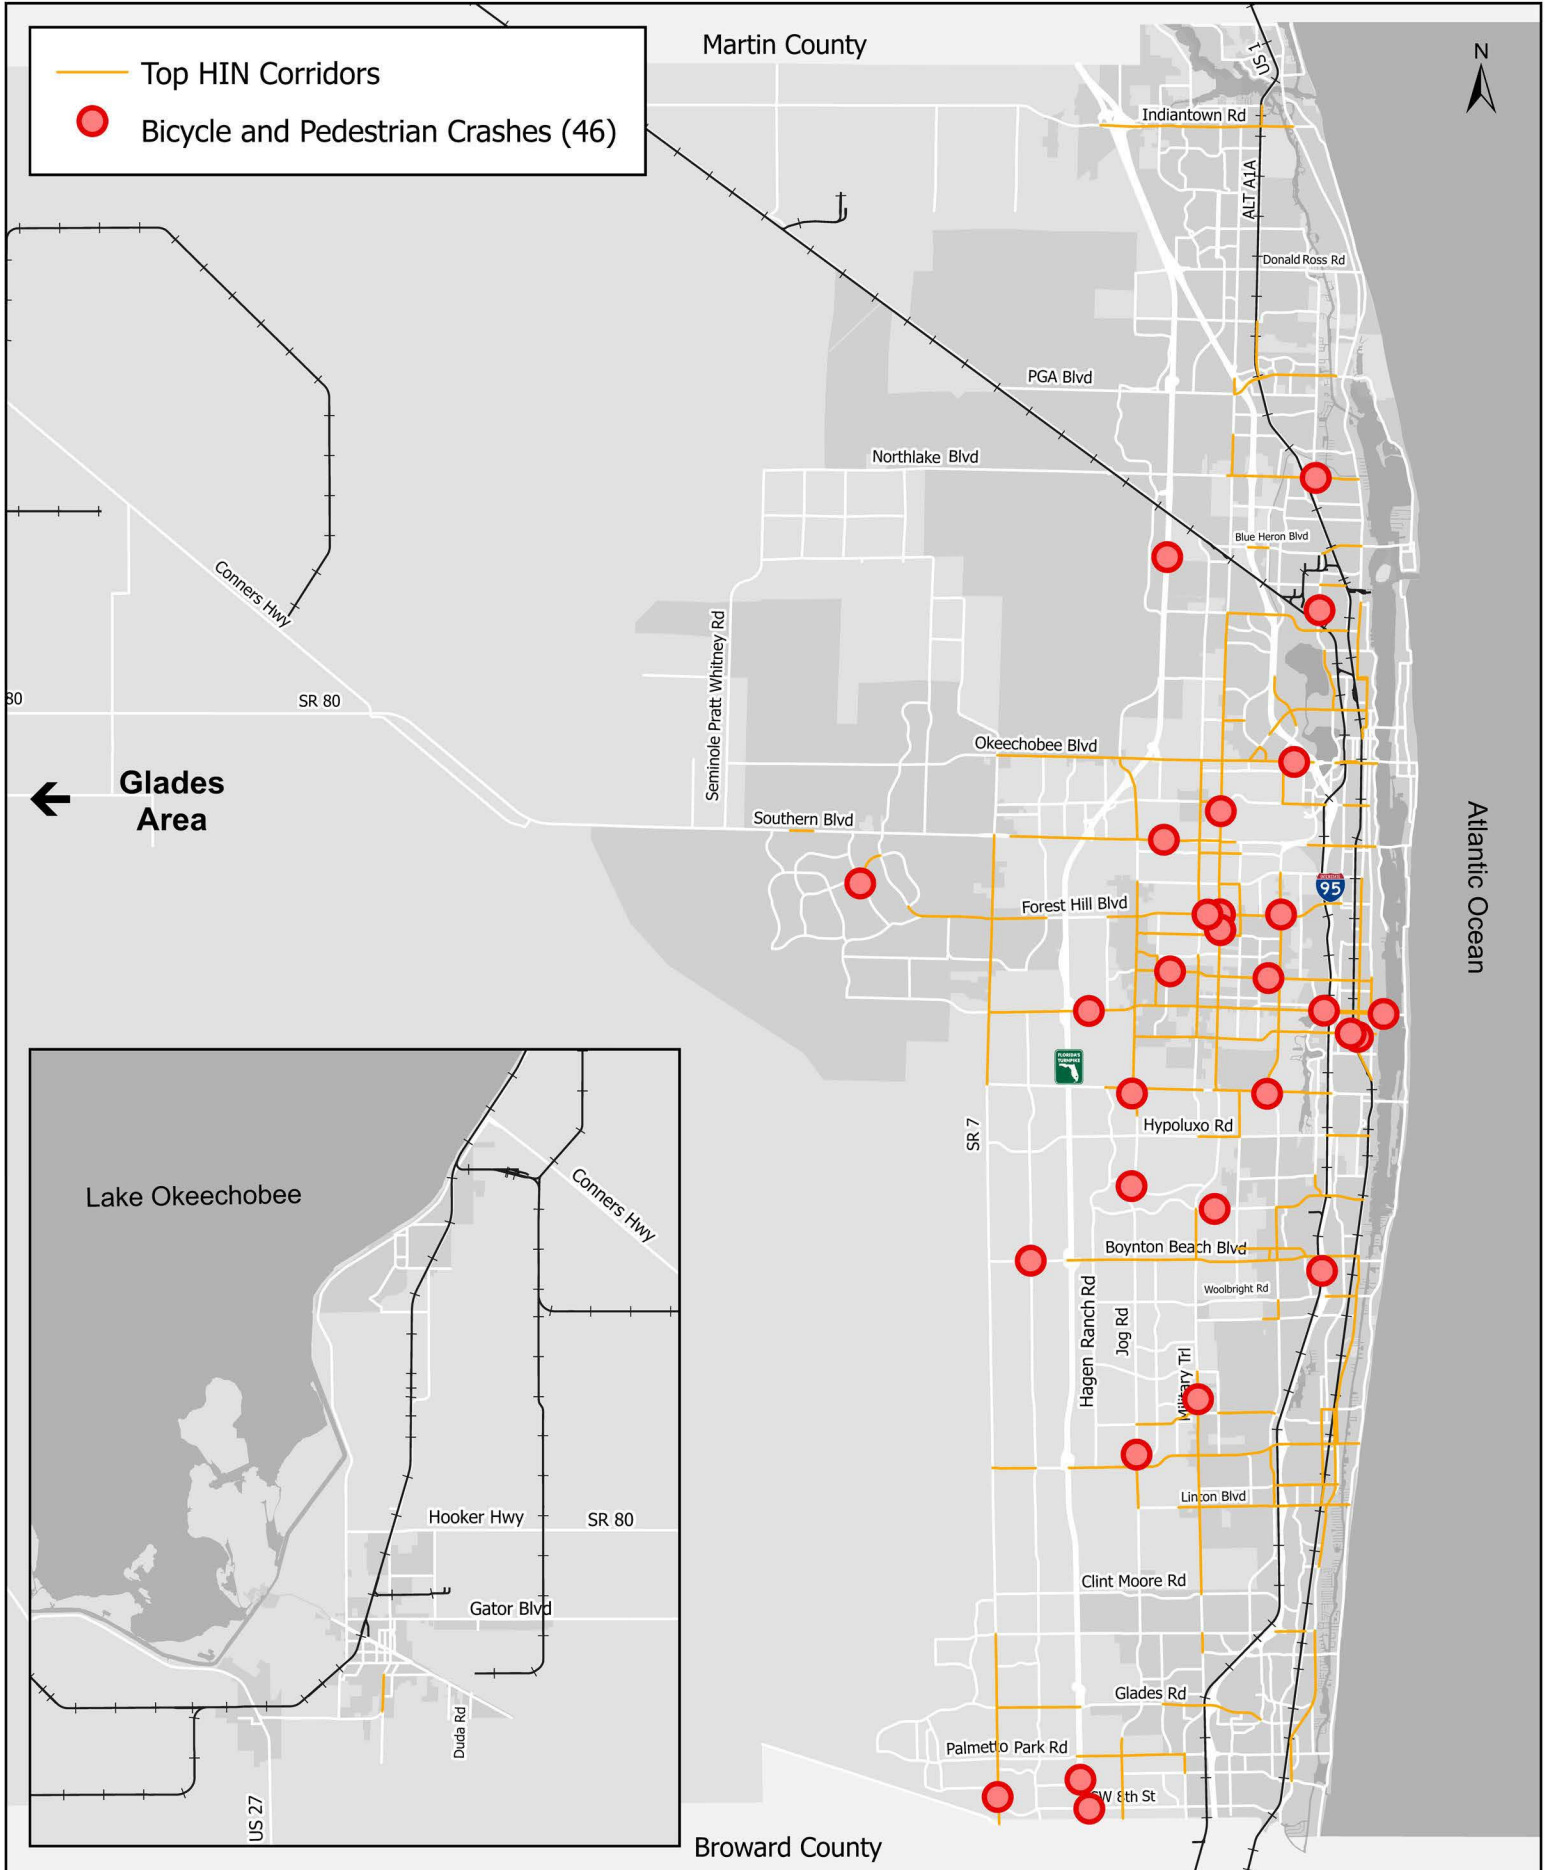 Martin County
Top HIN Corridors
Bicycle and Pedestrian Crashes (46)
N
US 1
Indiantown Rd
ALT A1A
Donald Ross Rd
PGA Blvd
Northlake Blvd
Blue Heron Blvd
Conners Hwy
Seminole Pratt Whitney Rd
80
SR 80
Okeechobee Blvd
Glades
Area
Southern Blvd
Atlantic Ocean
95
Forest Hill Blvd
FLORIDA'S
TURNPIKE
SR 7
Hypoluxo Rd
Lake Okeechobee
Conners Hwy
Boynton Beach Blvd
Woolbright Rd
Hagen Ranch Rd
Jog Rd
Military Trl
Linton Blvd
Hooker Hwy
SR 80
Clint Moore Rd
Gator Blvd
Glades Rd
Duda Rd
Palmetto Park Rd
SW 8th St
US 27
Broward County